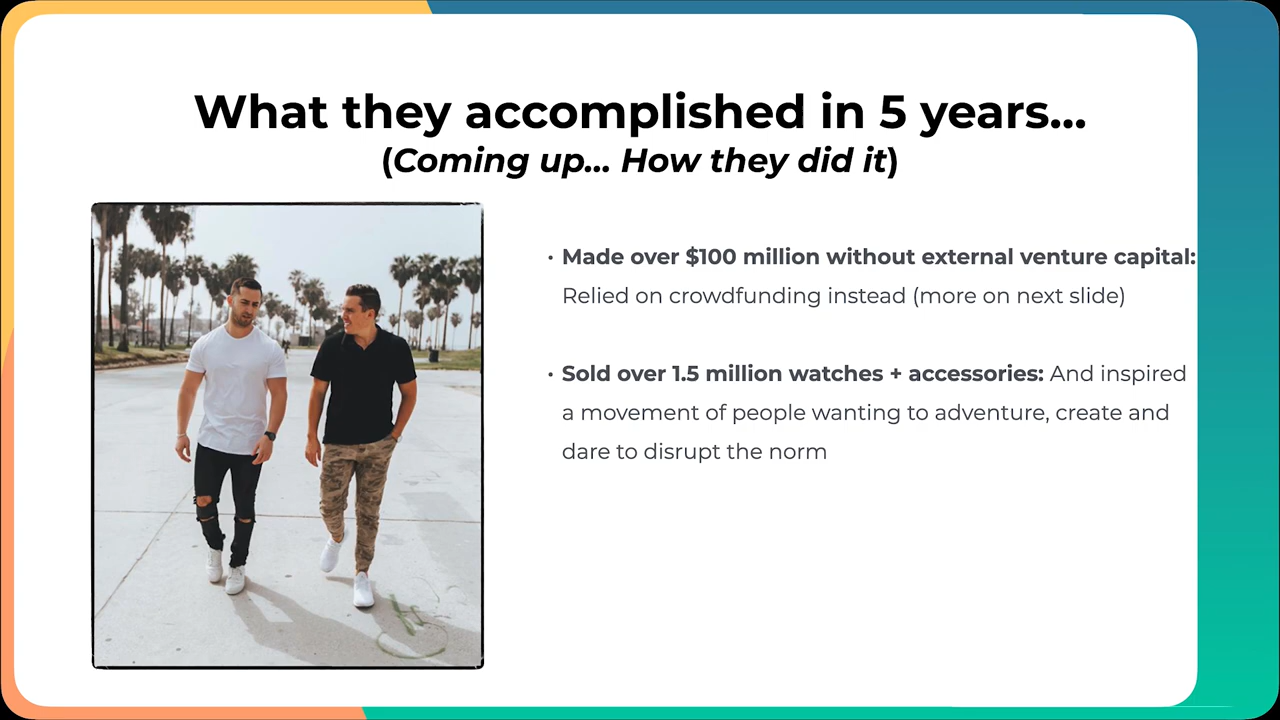 What they accomplished in 5 years...
(Coming up... How they did it)
• Made over $100 million without external venture capital:
Relied on crowdfunding instead (more on next slide)
• Sold over 1.5 million watches + accessories: And inspired
a movement of people wanting to adventure, create and
dare to disrupt the norm